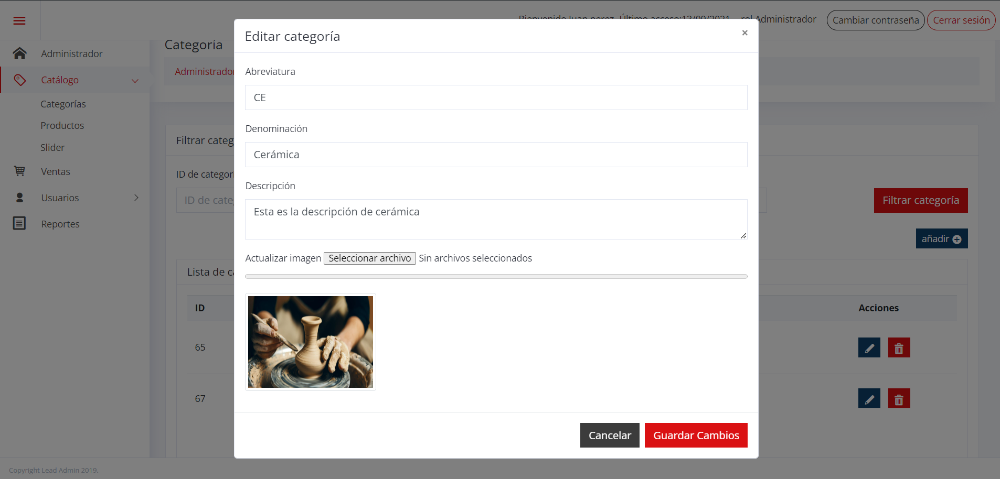 Bienvenido Juan perez Último acceso:13/09/2021 rol Administrador
Cambiar contraseña
Cerrar sesión
Editar categoría
×
Categoría
Administrador
Administrador
Catálogo
Categorías
Productos
Slider
Ventas
Usuarios
Reportes
Abreviatura
CE
Denominación
Cerámica
Descripción
Esta es la descripción de cerámica
Actualizar imagen Seleccionar archivo Sin archivos seleccionados
Cancelar
Guardar Cambios
Filtrar categ
ID de categor
ID de cate
Filtrar categoría
añadir
Lista de ca
ID
Acciones
65
67
Copyright Lead Admin 2019.